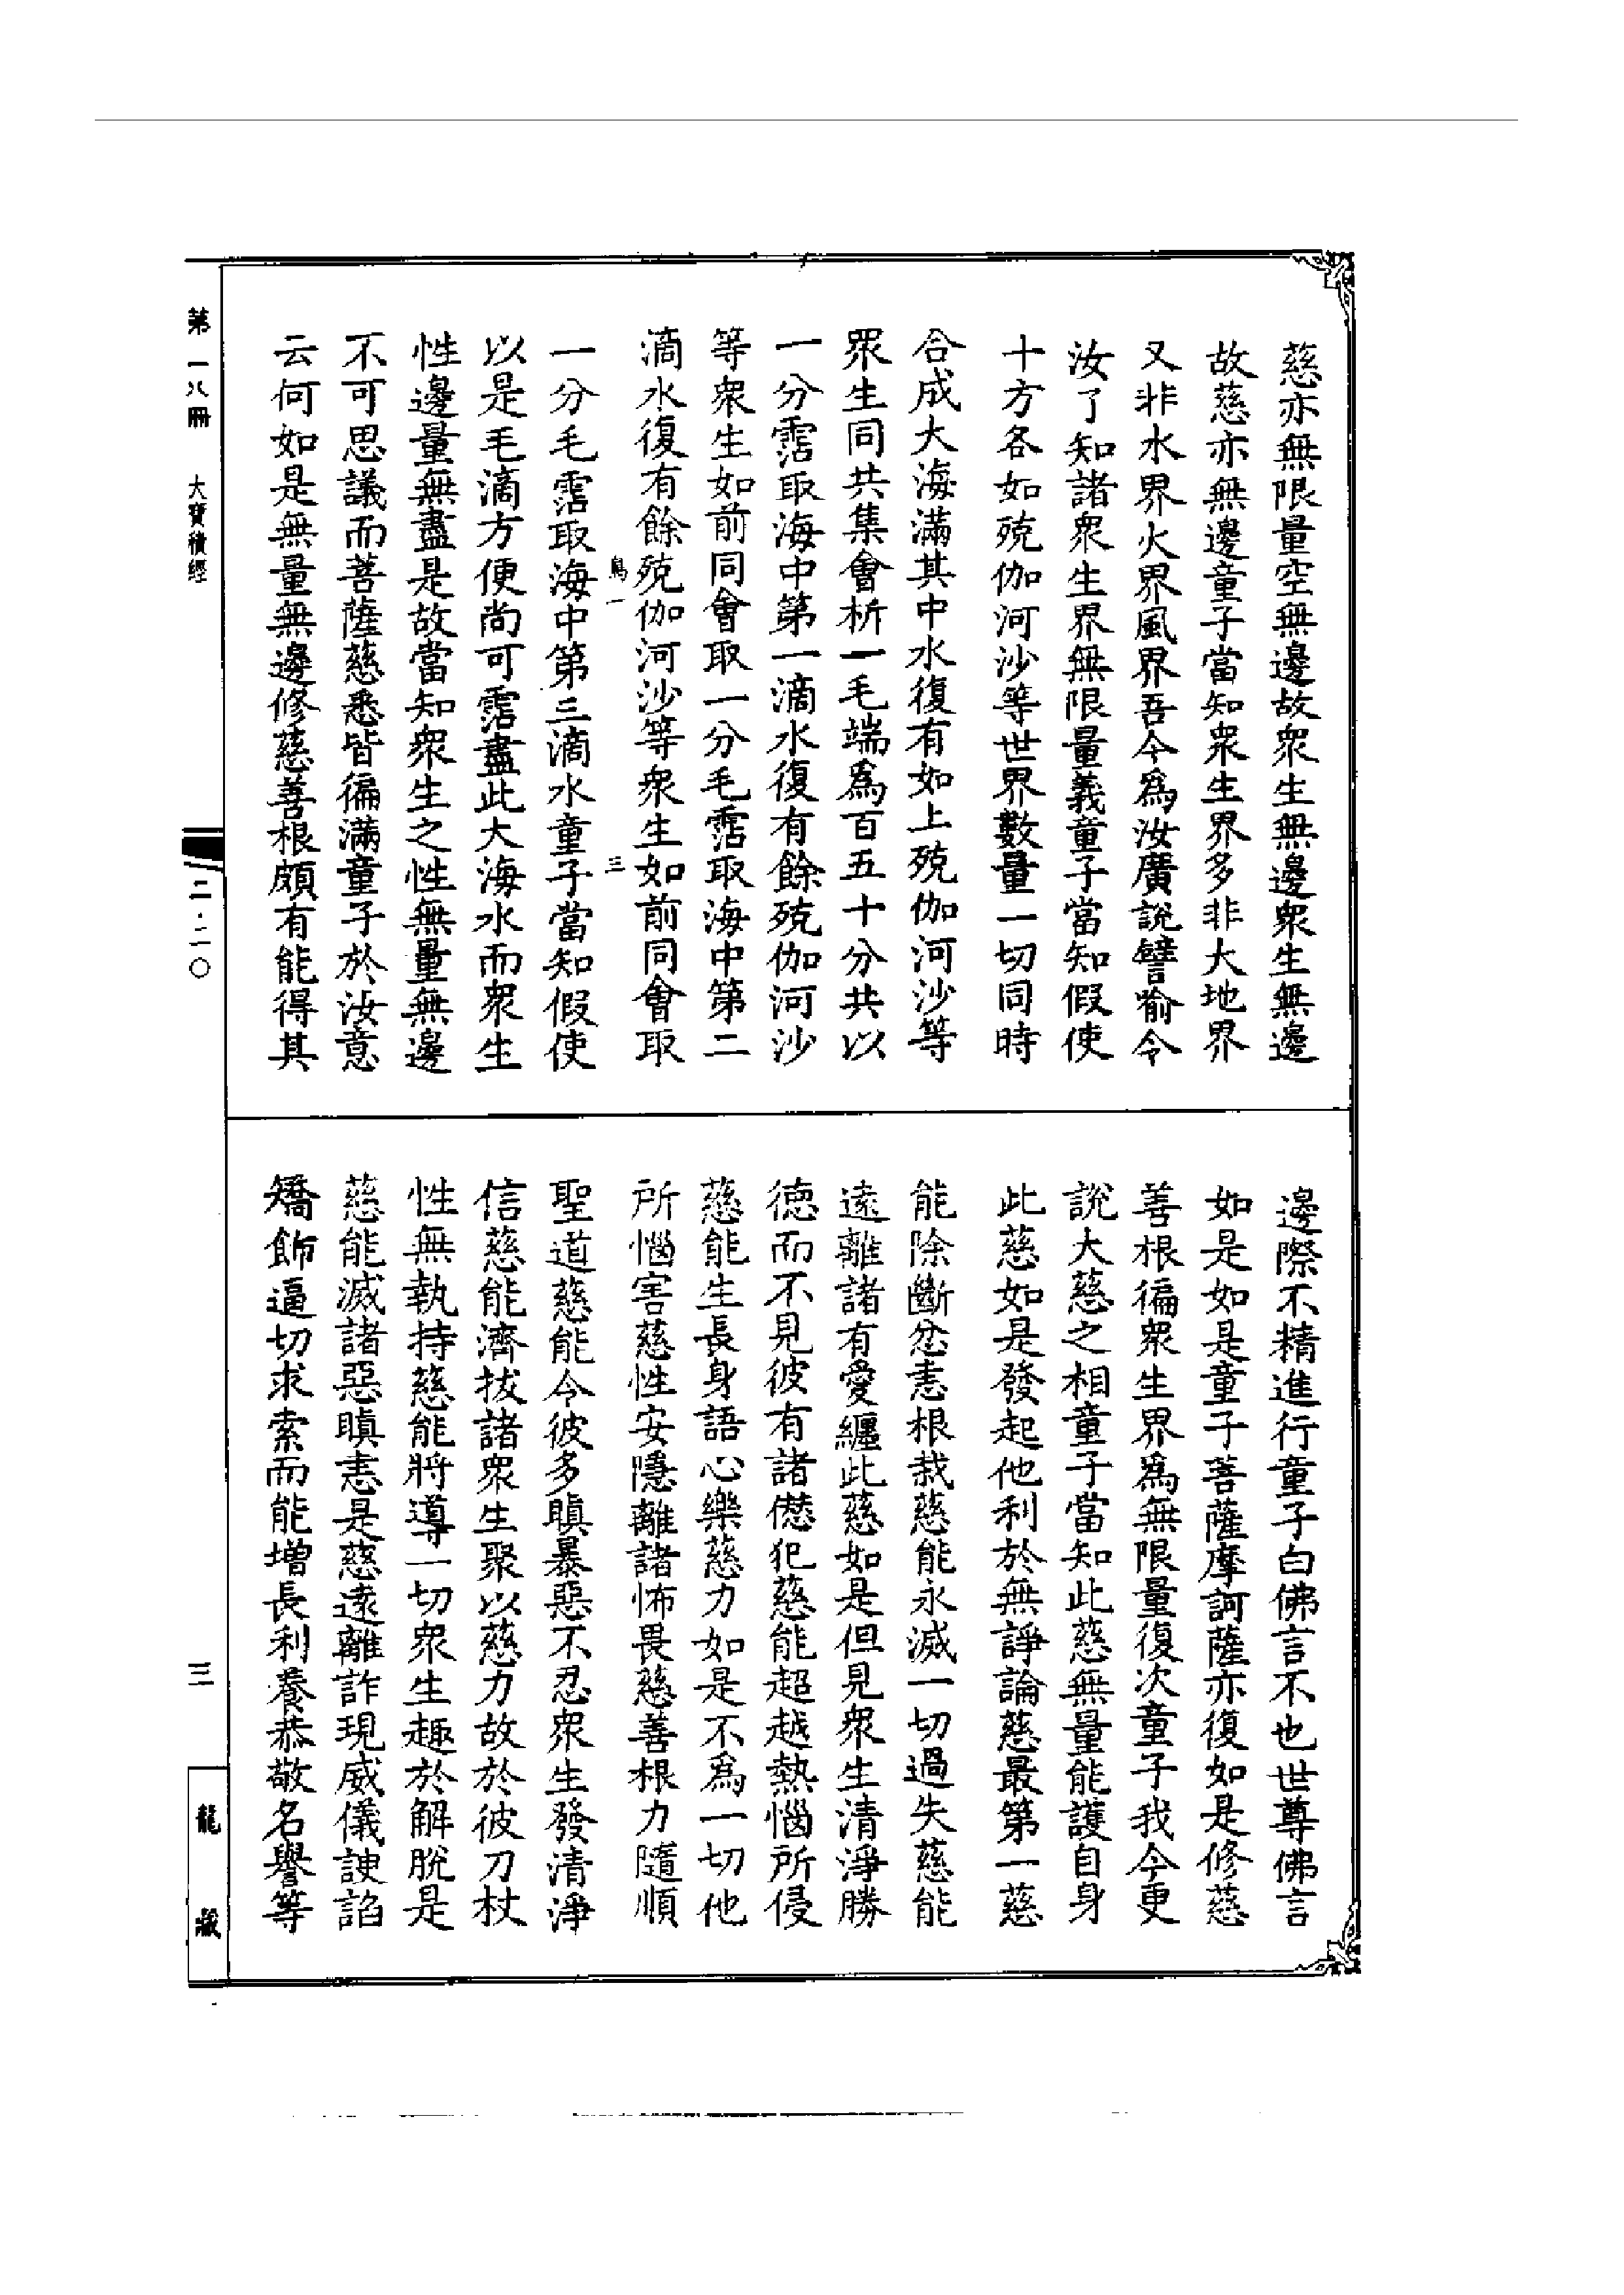 慈亦無限量空無邊故衆生無邊衆生無邊
故慈亦無邊童子當知衆生界多非大地界
又非水界火界風界吾今爲汝廣說譬喻令
汝了知諸衆生界無限量義童子當知假使
十方各如殑伽河沙等世界數量一切同時
合成大海滿其中水復有如上殑伽河沙等
衆生同共集會析一毛端爲百五十分共以
一分霑取海中第一滴水復有餘殑伽河沙
等衆生如前同會取一分毛霑取海中第二
滴水復有餘殑伽河沙等衆生如前同會取
鳥一 三
一分毛霑取海中第三滴水童子當知假使
以是毛滴方便尚可霑盡此大海水而衆生
性邊量無盡是故當知衆生之性無量無邊
不可思議而菩薩慈悉皆徧滿童子於汝意
云何如是無量無邊修慈善根頗有能得其
邊際不精進行童子白佛言不也世尊佛言
如是如是童子菩薩摩訶薩亦復如是修慈
善根徧衆生界爲無限量復次童子我今更
說大慈之相童子當知此慈無量能護自身
此慈如是發起他利於無諍論慈最第一慈
能除斷忿恚根栽慈能永滅一切過失慈能
遠離諸有愛纏此慈如是但見衆生清淨勝
德而不見彼有諸僁犯慈能超越熱惱所侵
慈能生長身語心樂慈力如是不爲一切他
所惱害慈性安隱離諸怖畏慈善根力隨順
聖道慈能令彼多瞋暴惡不忍衆生發清淨
信慈能濟拔諸衆生聚以慈力故於彼刀杖
性無執持慈能將導一切衆生趣於解脫是
慈能滅諸惡瞋恚是慈遠離詐現威儀諛諂
矯飾逼切求索而能增長利養恭敬名譽等
第一八冊 大寶積經 二·二〇 三 龍藏